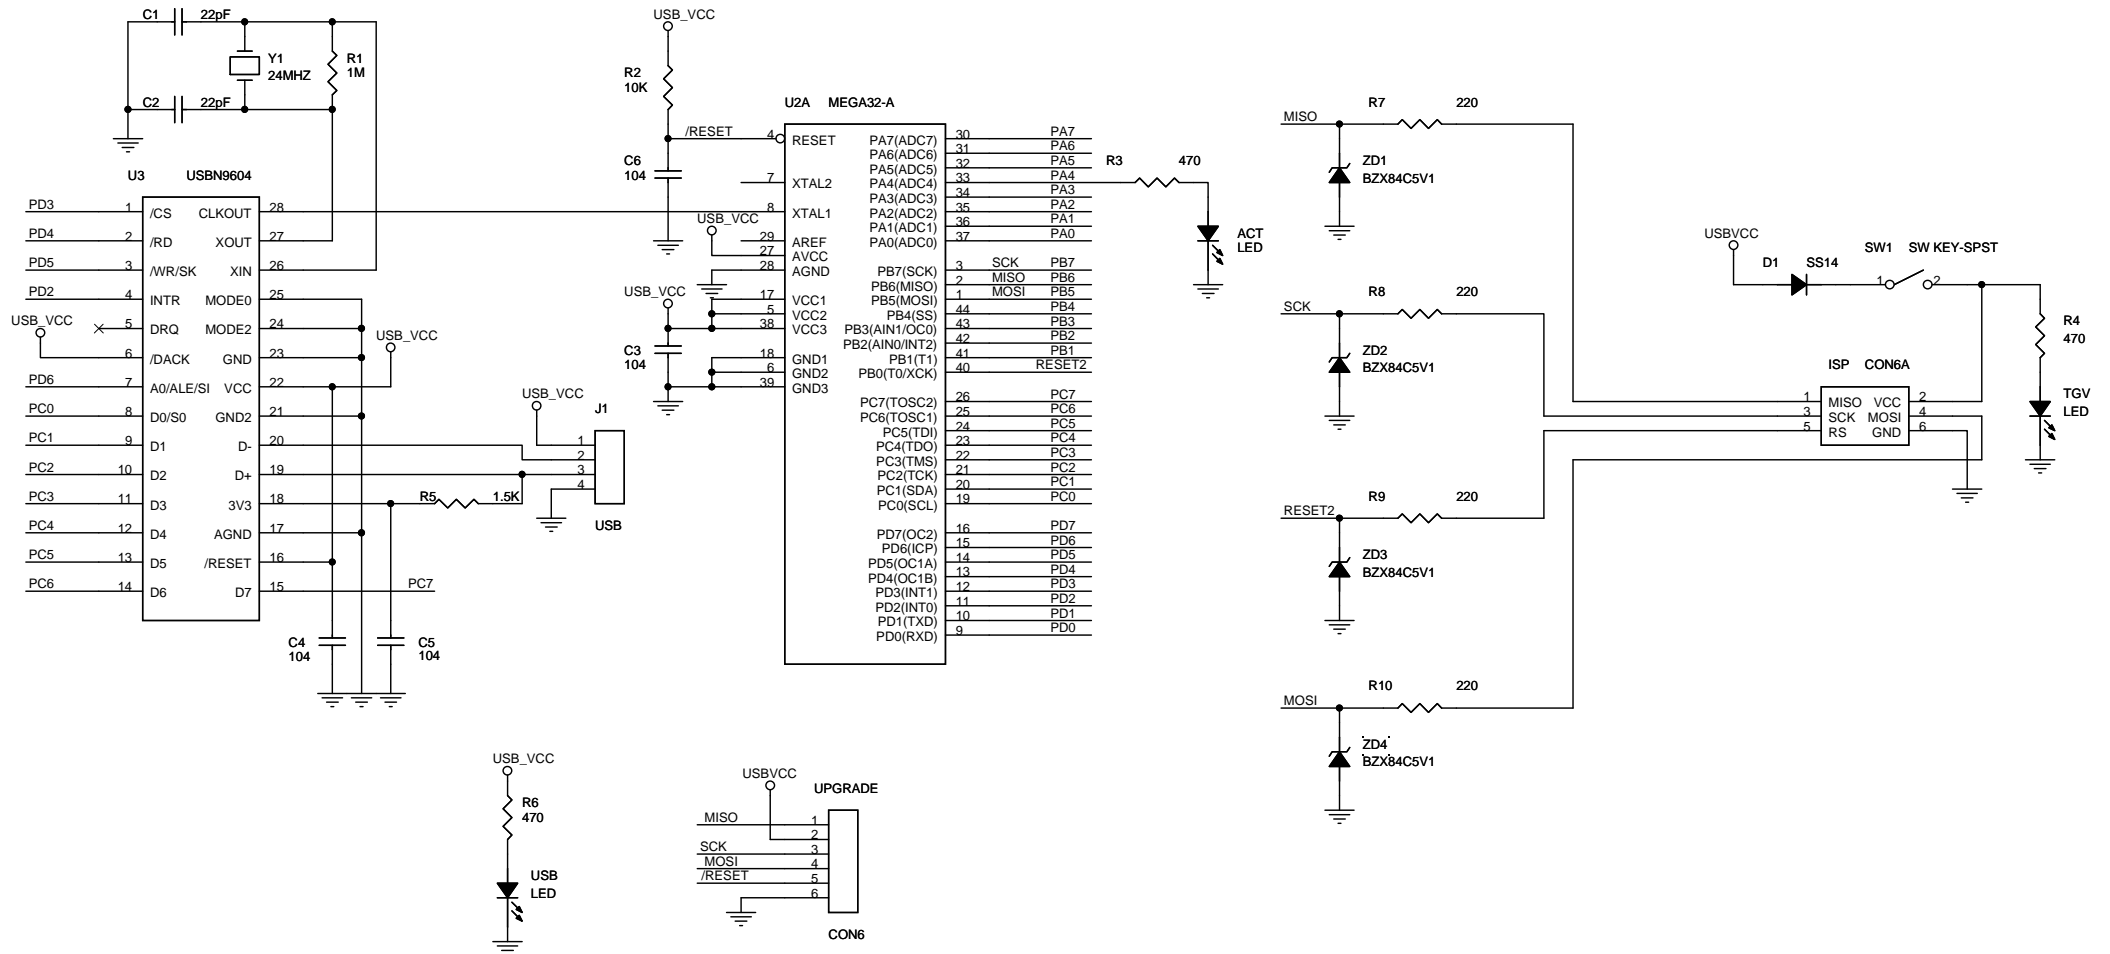 C1 22pF
Y1
24MHZ
R1
1M
C2 22pF
U3 USBN9604
PD3 1 /CS CLKOUT 28
PD4 2 /RD XOUT 27
PD5 3 /WR/SK XIN 26
PD2 4 INTR MODE0 25
USB_VCC
5 DRQ MODE2 24
USB_VCC
6 /DACK GND 23
PD6 7 A0/ALE/SI VCC 22
PC0 8 D0/S0 GND2 21
PC1 9 D1 D- 20
PC2 10 D2 D+ 19
PC3 11 D3 3V3 18
PC4 12 D4 AGND 17
PC5 13 D5 /RESET 16
PC6 14 D6 D7 15 PC7
R5 1.5K
C4
104
C5
104
USB_VCC
J1
1
2
3
4
USB
USB_VCC
R2
10K
/RESET
C6
104
USB_VCC
USB_VCC
C3
104
U2A MEGA32-A
4 RESET
7 XTAL2
8 XTAL1
29 AREF
27 AVCC
28 AGND
17 VCC1
5 VCC2
38 VCC3
18 GND1
6 GND2
39 GND3
PA7(ADC7) 30 PA7
PA6(ADC6) 31 PA6
PA5(ADC5) 32 PA5
PA4(ADC4) 33 PA4
PA3(ADC3) 34 PA3
PA2(ADC2) 35 PA2
PA1(ADC1) 36 PA1
PA0(ADC0) 37 PA0
PB7(SCK) 3 SCK PB7
PB6(MISO) 2 MISO PB6
PB5(MOSI) 1 MOSI PB5
PB4(SS) 44 PB4
PB3(AIN1/OC0) 43 PB3
PB2(AIN0/INT2) 42 PB2
PB1(T1) 41 PB1
PB0(T0/XCK) 40 RESET2
PC7(TOSC2) 26 PC7
PC6(TOSC1) 25 PC6
PC5(TDI) 24 PC5
PC4(TDO) 23 PC4
PC3(TMS) 22 PC3
PC2(TCK) 21 PC2
PC1(SDA) 20 PC1
PC0(SCL) 19 PC0
PD7(OC2) 16 PD7
PD6(ICP) 15 PD6
PD5(OC1A) 14 PD5
PD4(OC1B) 13 PD4
PD3(INT1) 12 PD3
PD2(INT0) 11 PD2
PD1(TXD) 10 PD1
PD0(RXD) 9 PD0
R3 470
ACT
LED
MISO R7 220
ZD1
BZX84C5V1
SCK R8 220
ZD2
BZX84C5V1
RESET2 R9 220
ZD3
BZX84C5V1
MOSI R10 220
ZD4
BZX84C5V1
USBVCC
D1 SS14
SW1 SW KEY-SPST
1 2
R4
470
ISP CON6A
1 MISO VCC 2
3 SCK MOSI 4
5 RS GND 6
TGV
LED
USB_VCC
R6
470
USB
LED
USBVCC
UPGRADE
MISO 1
2
SCK 3
MOSI 4
/RESET 5
6
CON6